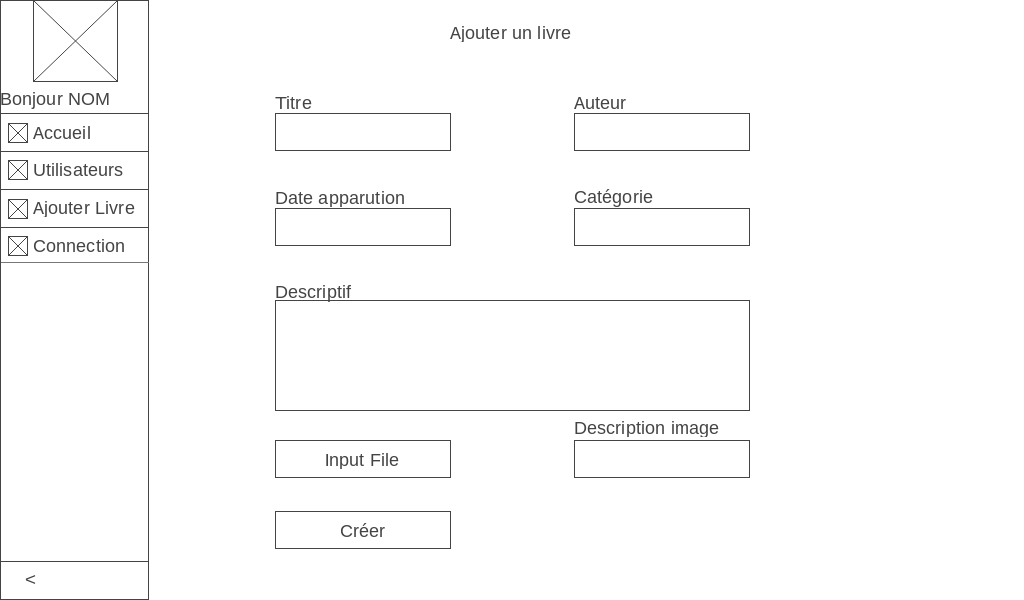 Ajouter un livre
Bonjour NOM
Accueil
Utilisateurs
Ajouter Livre
Connection
<
Titre
Auteur
Date apparution
Catégorie
Descriptif
Description image
Input File
Créer